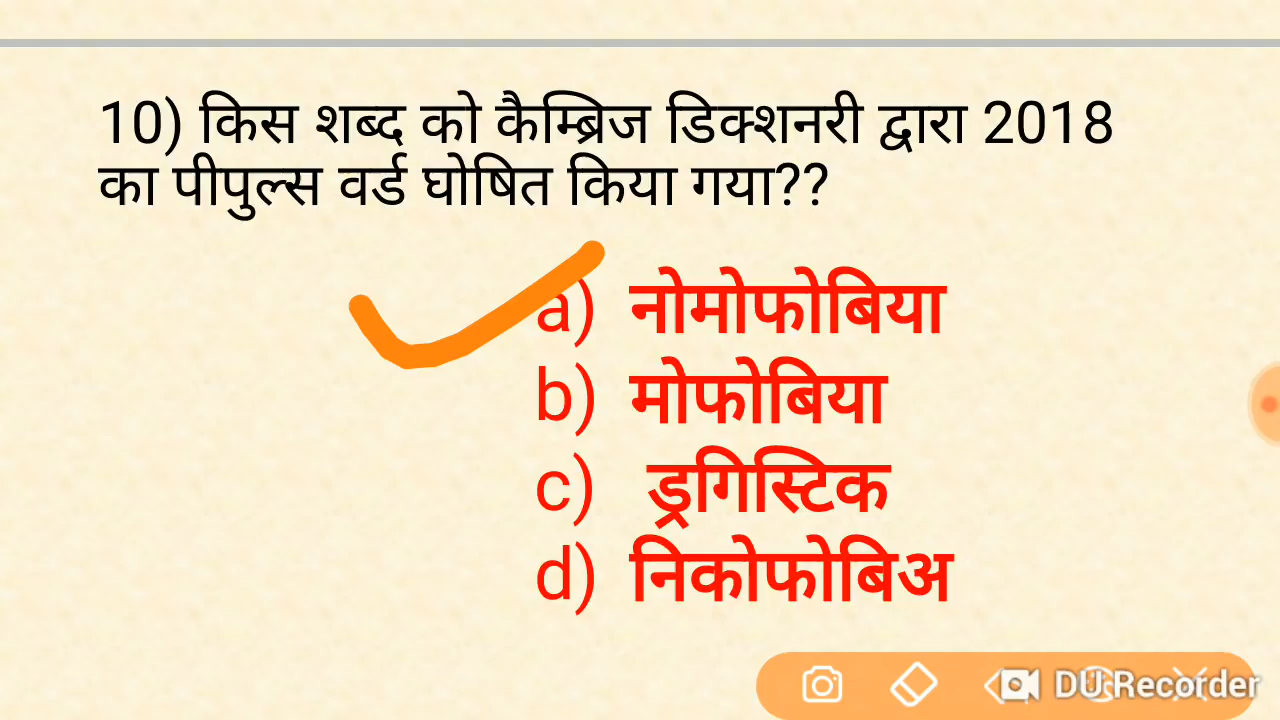 10) किस शब्द को कैम्ब्रिज डिक्शनरी द्वारा 2018
का पीपुल्स वर्ड घोषित किया गया??
a) नोमोफोबिया
b) मोफोबिया
c) ड्रगिस्टिक
d) निकोफोबिअ
DU Recorder